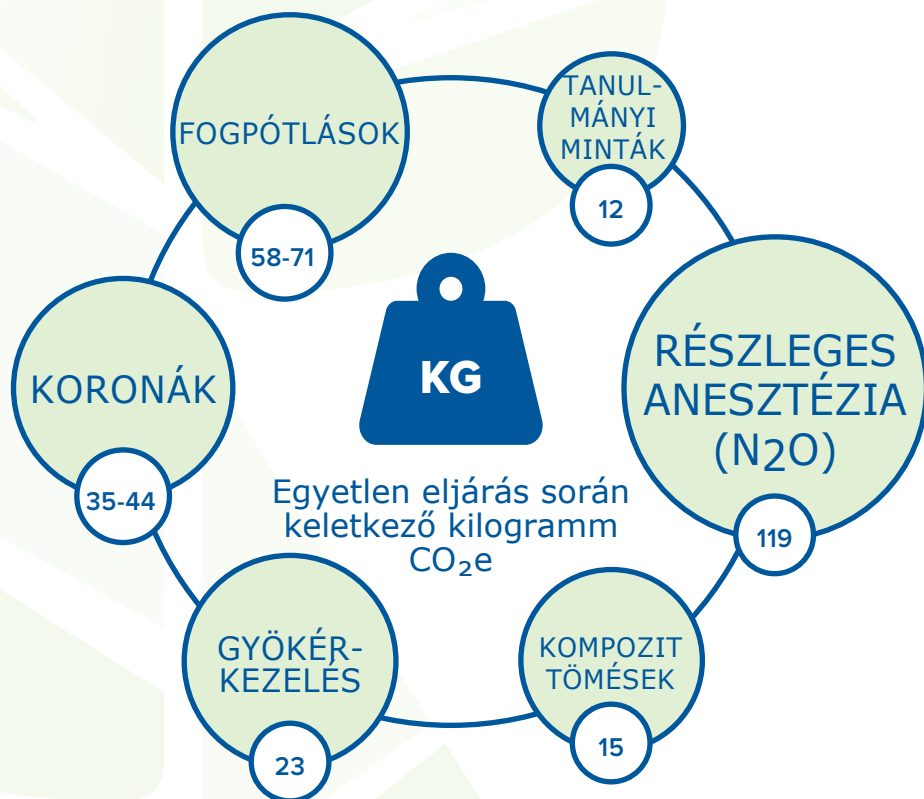 FOGPÓTLÁSOK
58-71
TANUL-
MÁNYI
MINTÁK
12
RÉSZLEGES
ANESZTÉZIA
(N2O)
119
KOMPOZIT
TÖMÉSEK
15
GYÖKÉR-
KEZELÉS
23
KORONÁK
35-44
KG
Egyetlen eljárás során
keletkező kilogramm
CO₂e